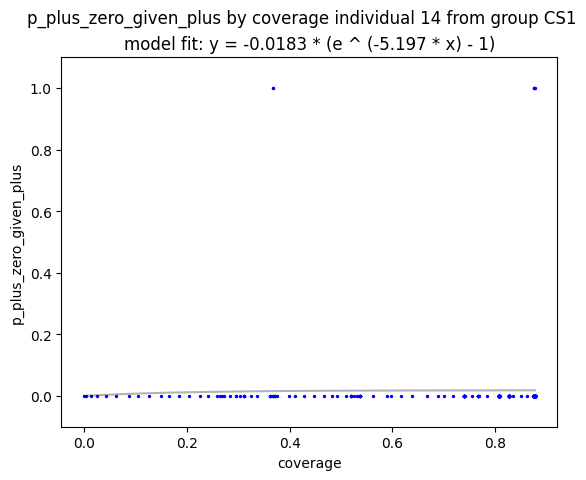 p_plus_zero_given_plus by coverage individual 14 from group CS1
model fit: y = -0.0183 * (e ^ (-5.197 * x) - 1)
1.0
0.8
0.6
0.4
0.2
0.0
p_plus_zero_given_plus
0.0 0.2 0.4 0.6 0.8
coverage